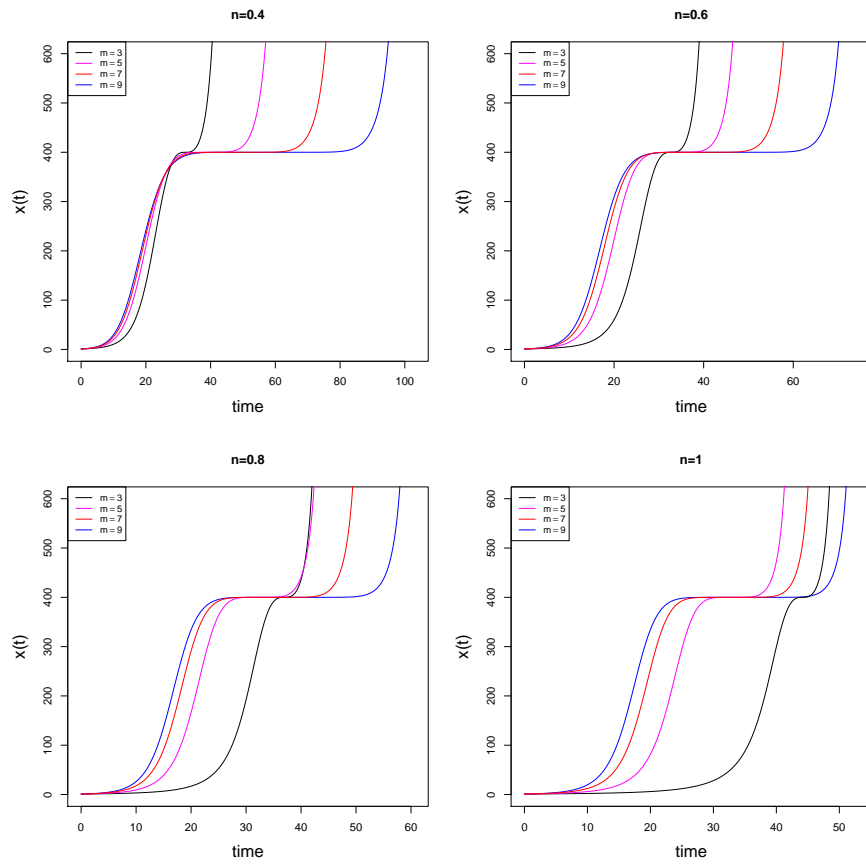 n=0.4
m = 3
m = 5
m = 7
m = 9
x(t)
0 100 200 300 400 500 600
0 20 40 60 80 100
time
n=0.6
m = 3
m = 5
m = 7
m = 9
x(t)
0 100 200 300 400 500 600
0 20 40 60
time
n=0.8
m = 3
m = 5
m = 7
m = 9
x(t)
0 100 200 300 400 500 600
0 10 20 30 40 50 60
time
n=1
m = 3
m = 5
m = 7
m = 9
x(t)
0 100 200 300 400 500 600
0 10 20 30 40 50
time